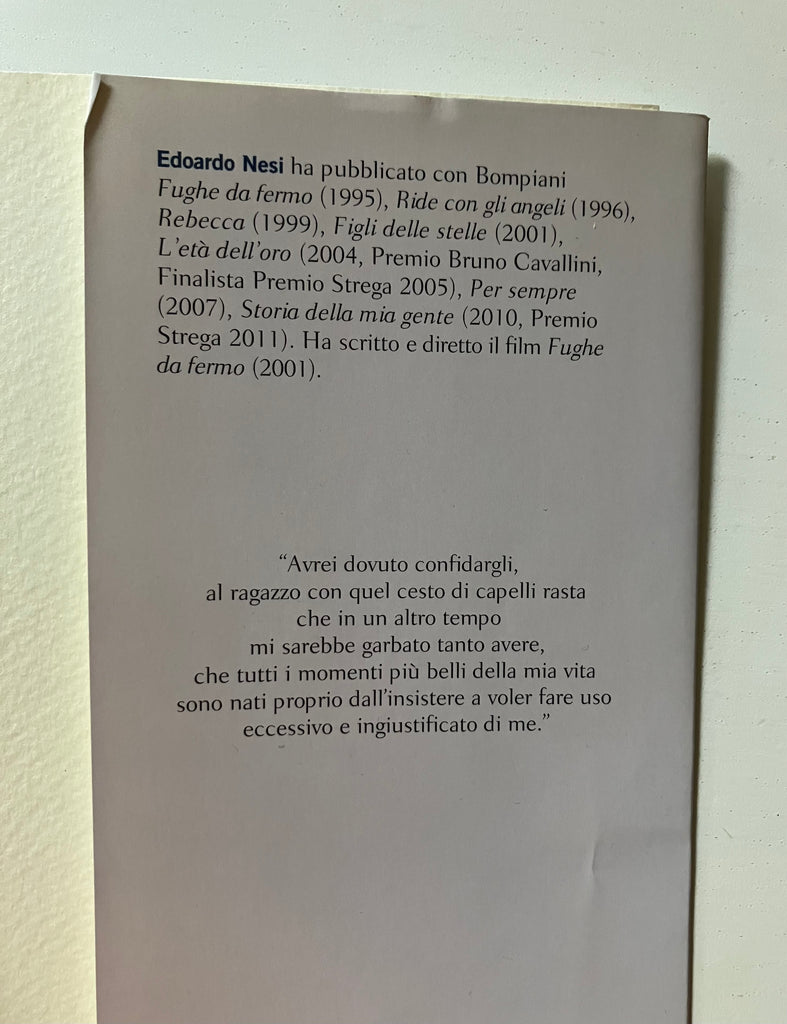 Edoardo Nesi ha pubblicato con Bompiani
Fughe da fermo (1995), Ride con gli angeli (1996),
Rebecca (1999), Figli delle stelle (2001),
L'età dell'oro (2004, Premio Bruno Cavallini,
Finalista Premio Strega 2005), Per sempre
(2007), Storia della mia gente (2010, Premio
Strega 2011). Ha scritto e diretto il film Fughe
da fermo (2001).
“Avrei dovuto confidargli,
al ragazzo con quel cesto di capelli rasta
che in un altro tempo
mi sarebbe garbato tanto avere,
che tutti i momenti più belli della mia vita
sono nati proprio dall'insistere a voler fare uso
eccessivo e ingiustificato di me.”